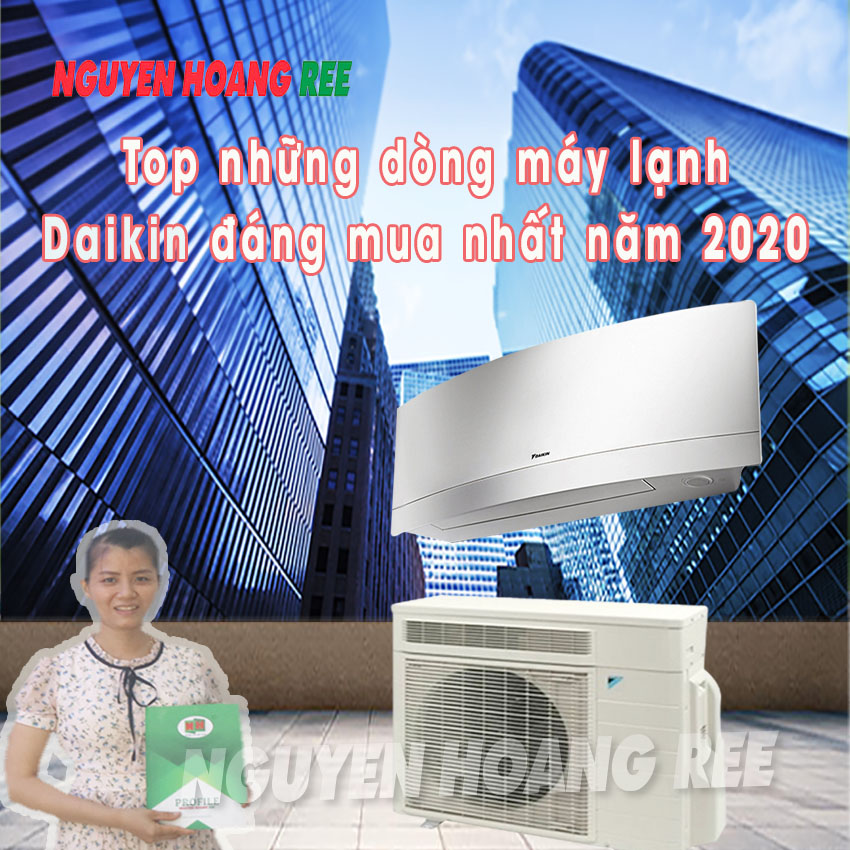 NGUYEN HOANG REE
Top những dòng máy lạnh
Daikin đáng mua nhất năm 2020
DAIKIN
PROFILE
NGUYEN HOANG REE